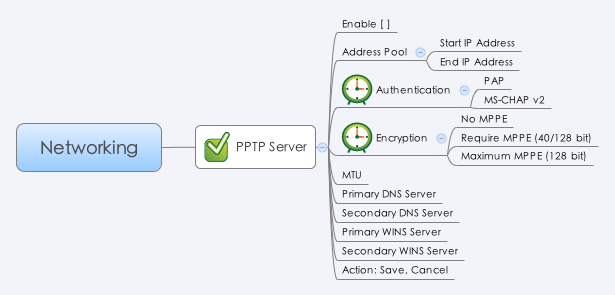 Networking
PPTP Server
Enable [ ]
Address Pool
Start IP Address
End IP Address
Authentication
PAP
MS-CHAP v2
Encryption
No MPPE
Require MPPE (40/128 bit)
Maximum MPPE (128 bit)
MTU
Primary DNS Server
Secondary DNS Server
Primary WINS Server
Secondary WINS Server
Action: Save, Cancel